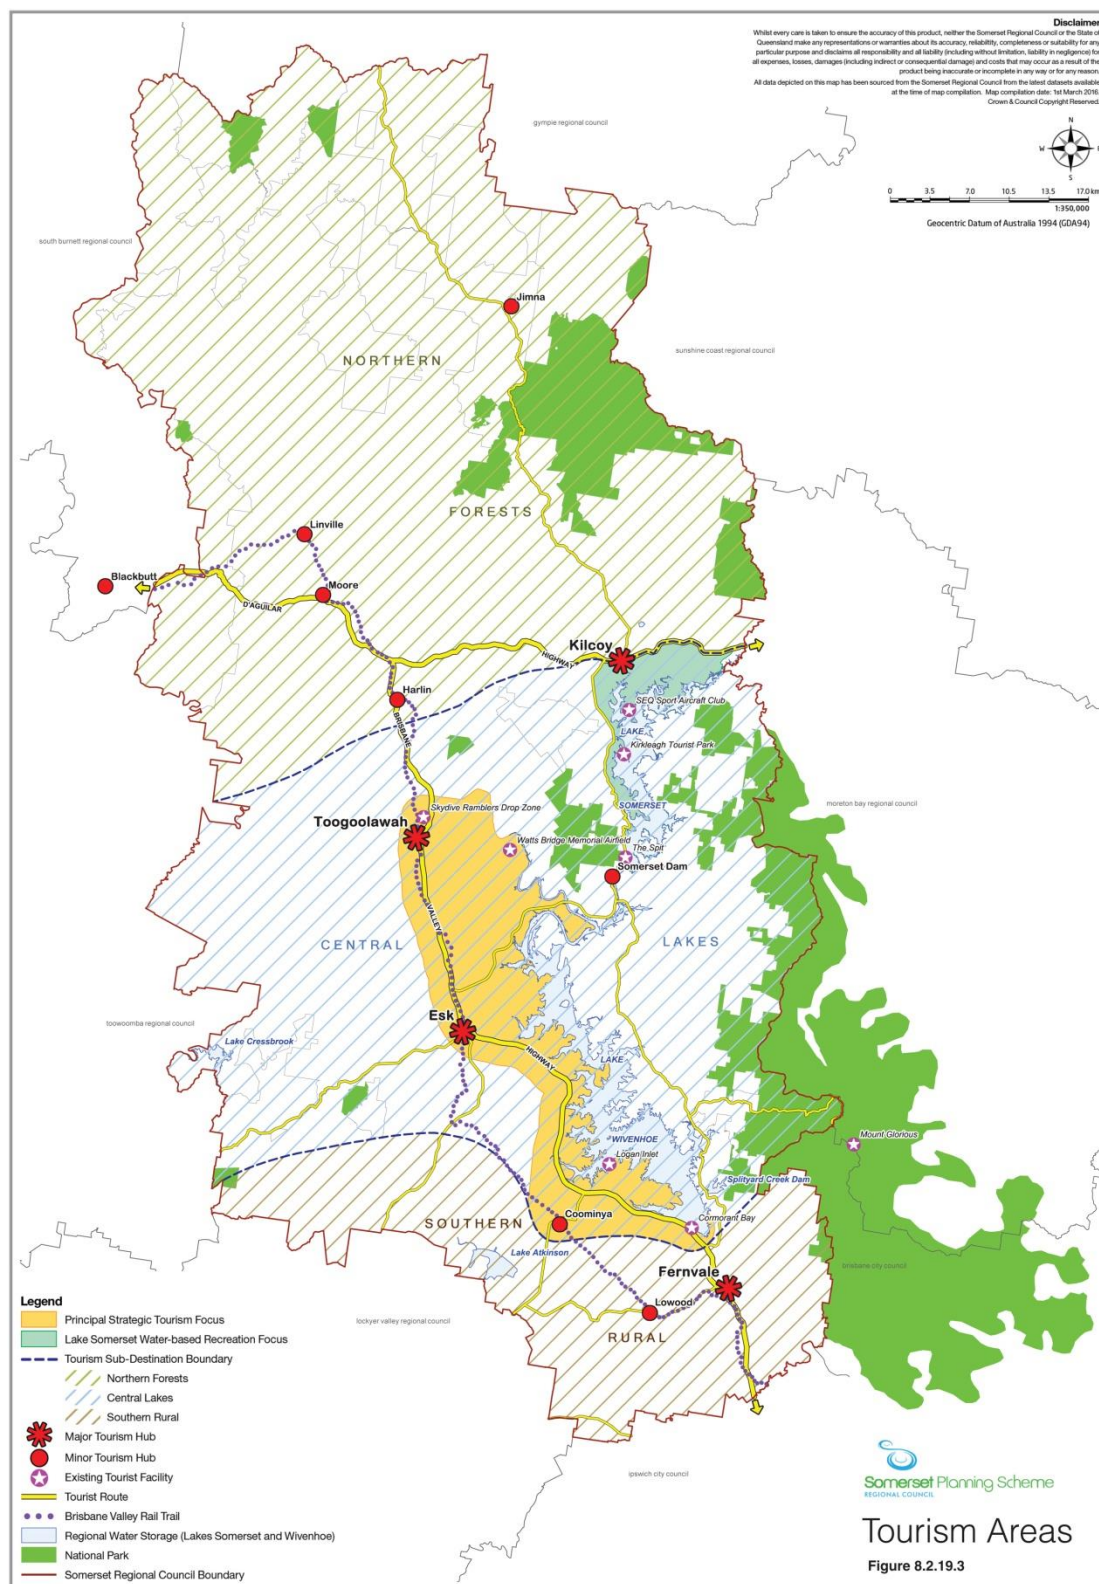 Disclaimer
Whilst every care is taken to ensure the accuracy of this product, neither the Somerset Regional Council or the State of
Queensland make any representations or warranties about its accuracy, reliability, completeness or suitability for any
particular purpose and disclaims all responsibility and all liability (including without limitation, liability in negligence) for
all expenses, losses, damages (including indirect or consequential damage) and costs that may occur as a result of the
product being inaccurate or incomplete in any way or for any reason.
All data depicted on this map has been sourced from the Somerset Regional Council from the latest datasets available
at the time of map compilation. Map compilation date: 1st March 2016.
Crown & Council Copyright Reserved.
N
W
E
S
0 3.5 7.0 10.5 13.5 17.0 km
1:350,000
Geocentric Datum of Australia 1994 (GDA94)
gympie regional council
south burnett regional council
Jimna
sunshine coast regional council
NORTHERN
FORESTS
Linville
Blackbutt
Moore
D'AGUILAR
HIGHWAY
Kilcoy
Harlin
BRISBANE
SEQ Sport Aircraft Club
LAKE
Kirkleagh Tourist Park
SOMERSET
moreton bay regional council
Skydive Ramblers Drop Zone
Toogoolawah
Watts Bridge Memorial Airfield
The Spit
Somerset Dam
VALLEY
CENTRAL
LAKES
Esk
toowoomba regional council
Lake Cressbrook
HIGHWAY
LAKE
WIVENHOE
Logan Inlet
Mount Glorious
Splityard Creek Dam
Coominya
Cormorant Bay
SOUTHERN
Lake Atkinson
Fernvale
brisbane city council
Lowood
RURAL
lockyer valley regional council
ipswich city council
Legend
Principal Strategic Tourism Focus
Lake Somerset Water-based Recreation Focus
Tourism Sub-Destination Boundary
Northern Forests
Central Lakes
Southern Rural
Major Tourism Hub
Minor Tourism Hub
Existing Tourist Facility
Tourist Route
Brisbane Valley Rail Trail
Regional Water Storage (Lakes Somerset and Wivenhoe)
National Park
Somerset Regional Council Boundary
Somerset Planning Scheme
REGIONAL COUNCIL
Tourism Areas
Figure 8.2.19.3